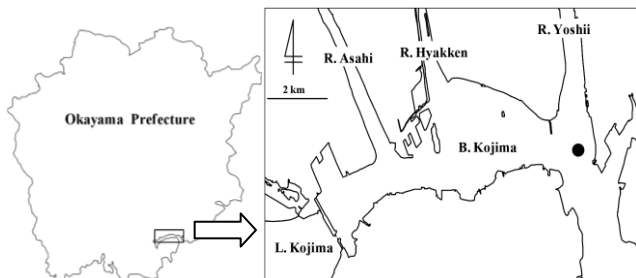 Okayama Prefecture
R. Yoshii
R. Hyakken
R. Asahi
2 km
B. Kojima
L. Kojima